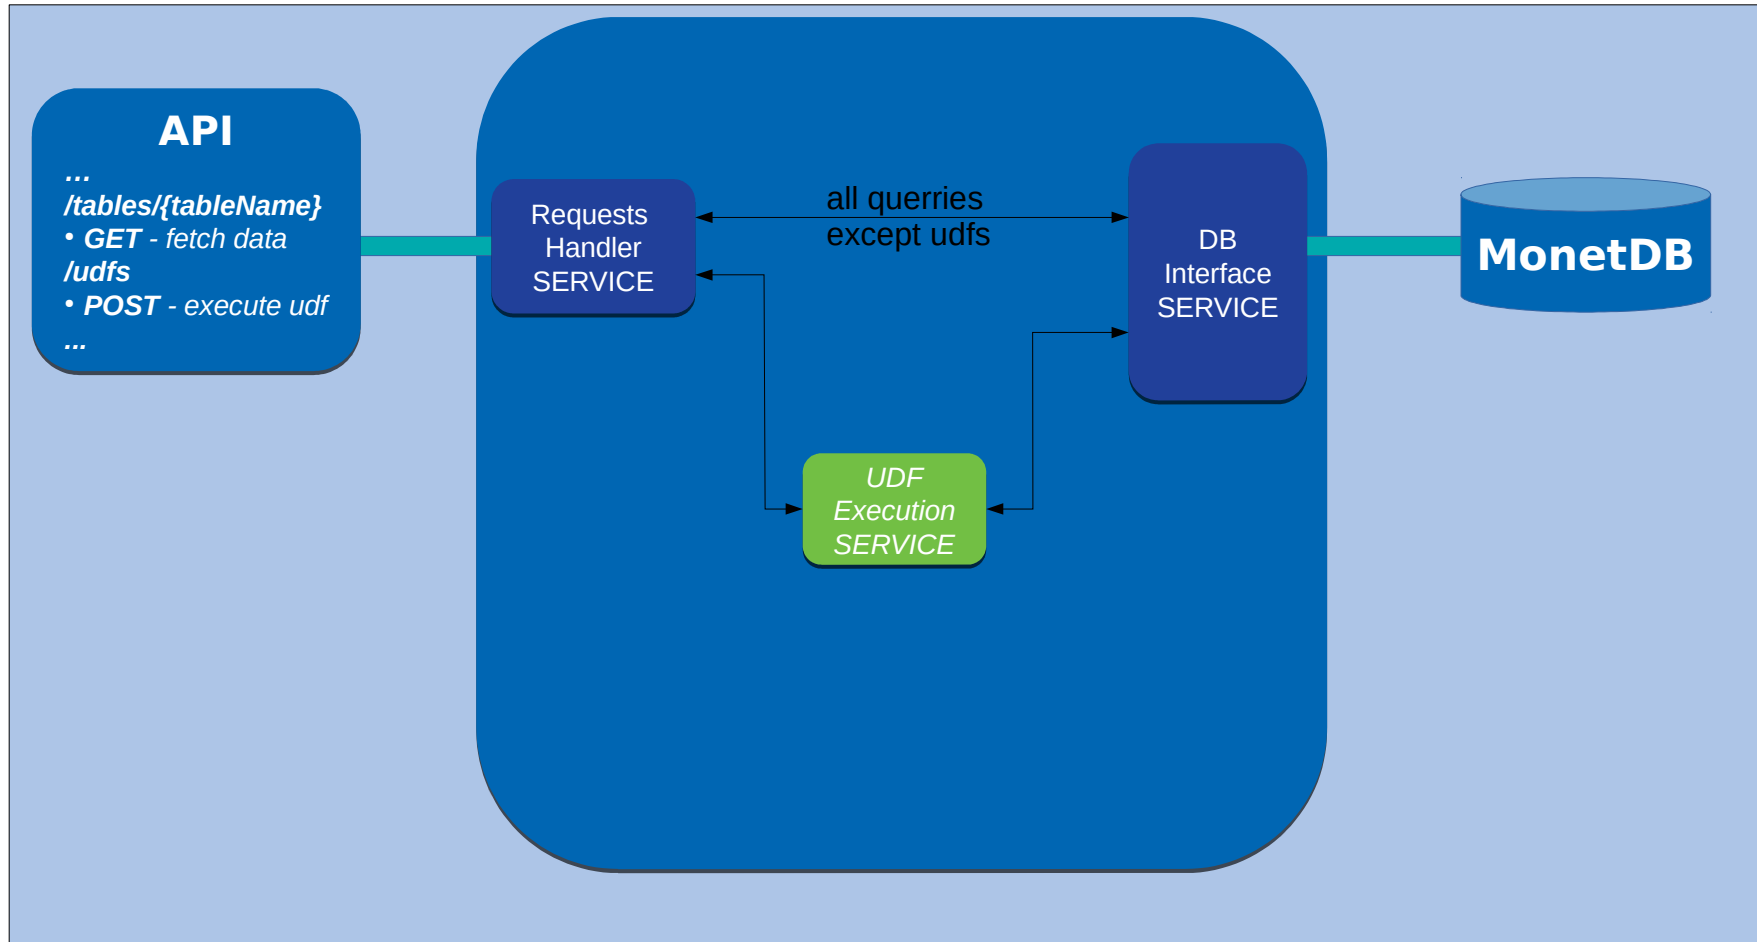 API
...
/tables/{tableName}
• GET - fetch data
/udfs
• POST - execute udf
...
Requests
Handler
SERVICE
all querries
except udfs
DB
Interface
SERVICE
MonetDB
UDF
Execution
SERVICE